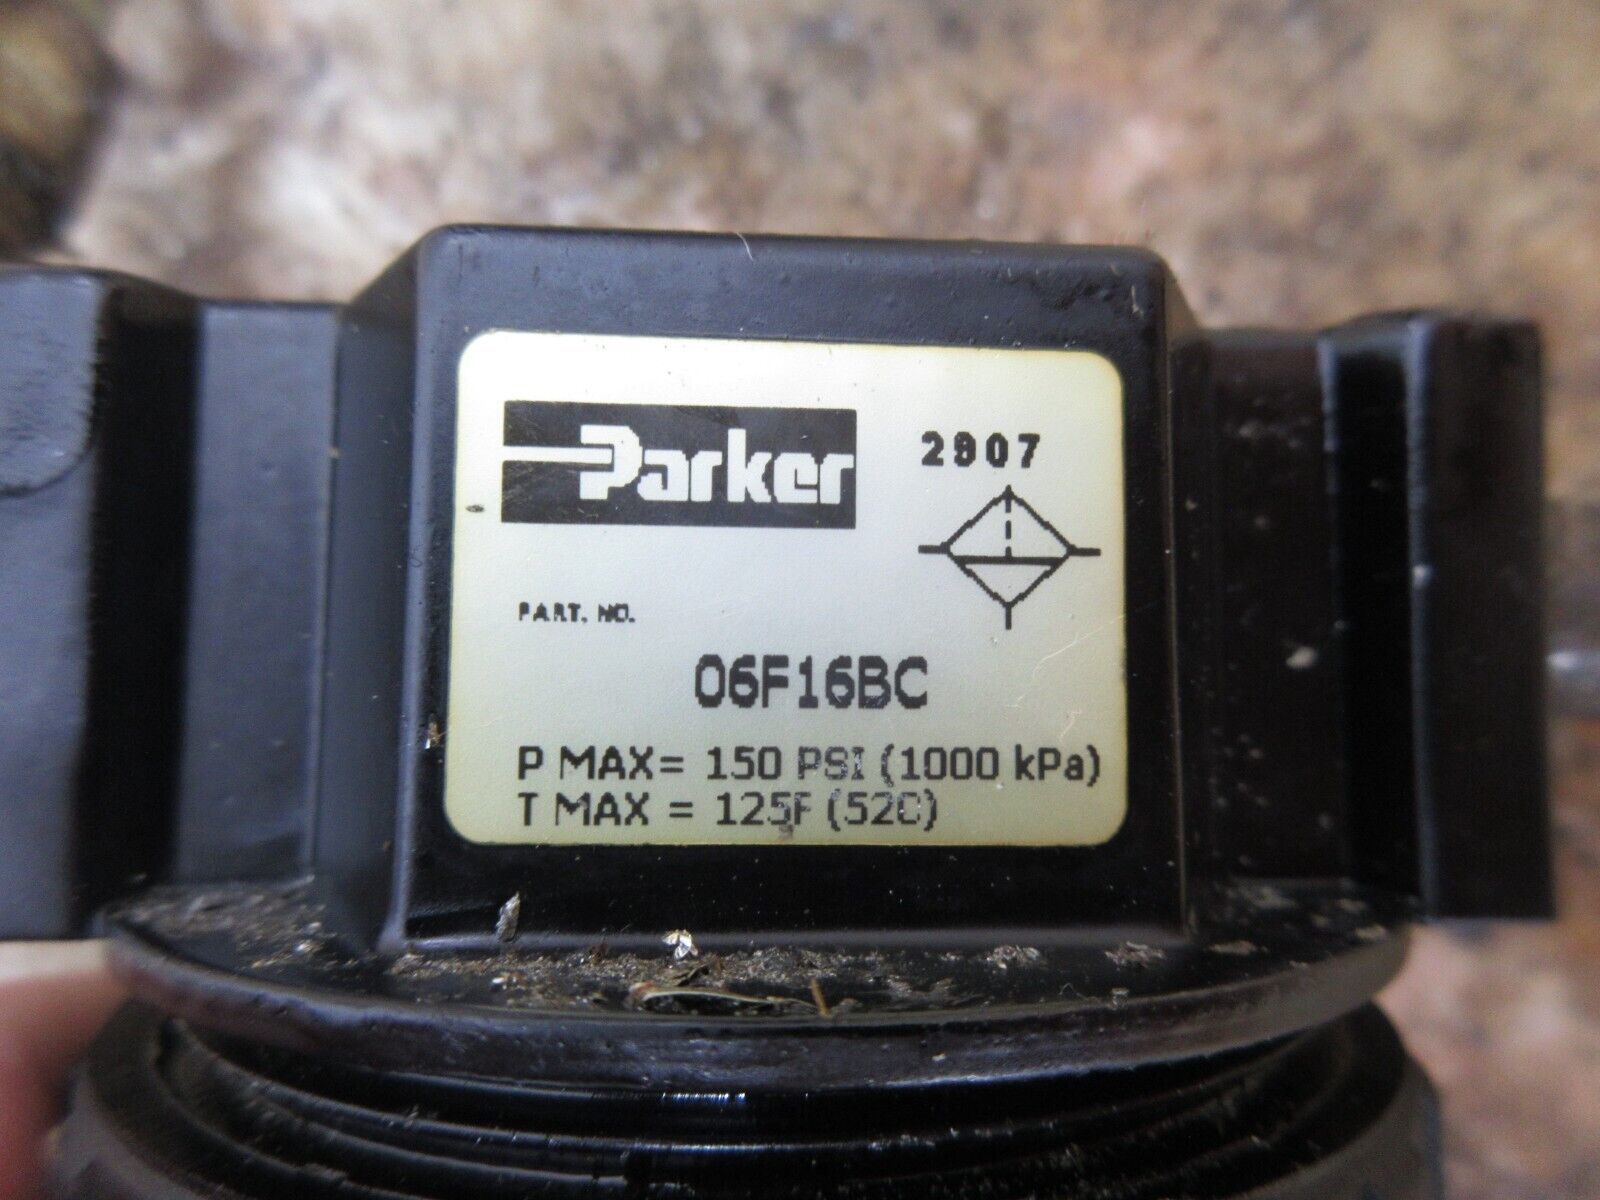 Parker
2907
PART. NO.
06F16BC
P MAX= 150 PSI (1000 kPa)
T MAX = 125F (52C)